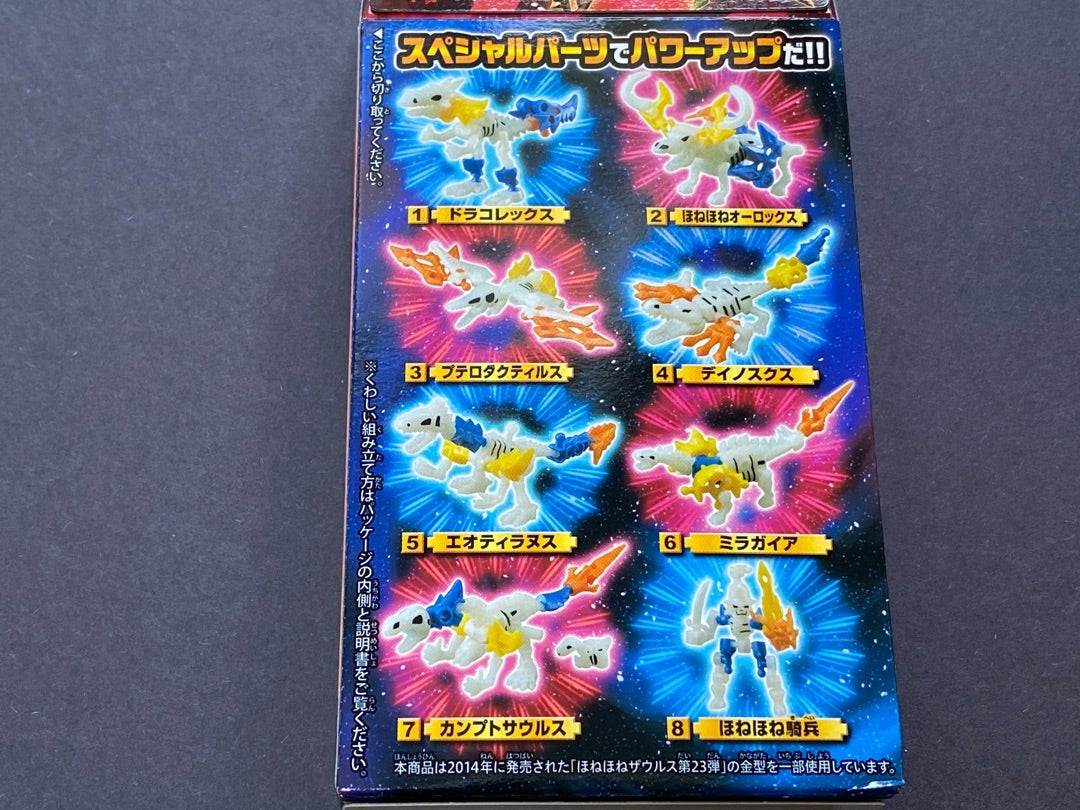 スペシャルパーツでパワーアップだ!!
◀ここから切り取ってください。
1 ドラコレックス
2 ほねほねオーロックス
3 プテロダクティルス
4 デイノスクス
※くわしい組み立て方はパッケージの内側と説明書をご覧ください。
5 エオティラヌス
6 ミラガイア
7 カンプトサウルス
8 ほねほね騎兵
本商品は2014年に発売された「ほねほねザウルス第23弾」の金型を一部使用しています。